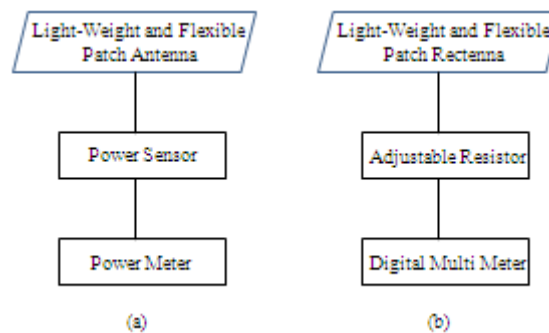 Light-Weight and Flexible
Patch Antenna
Power Sensor
Power Meter
(a)
Light-Weight and Flexible
Patch Rectenna
Adjustable Resistor
Digital Multi Meter
(b)